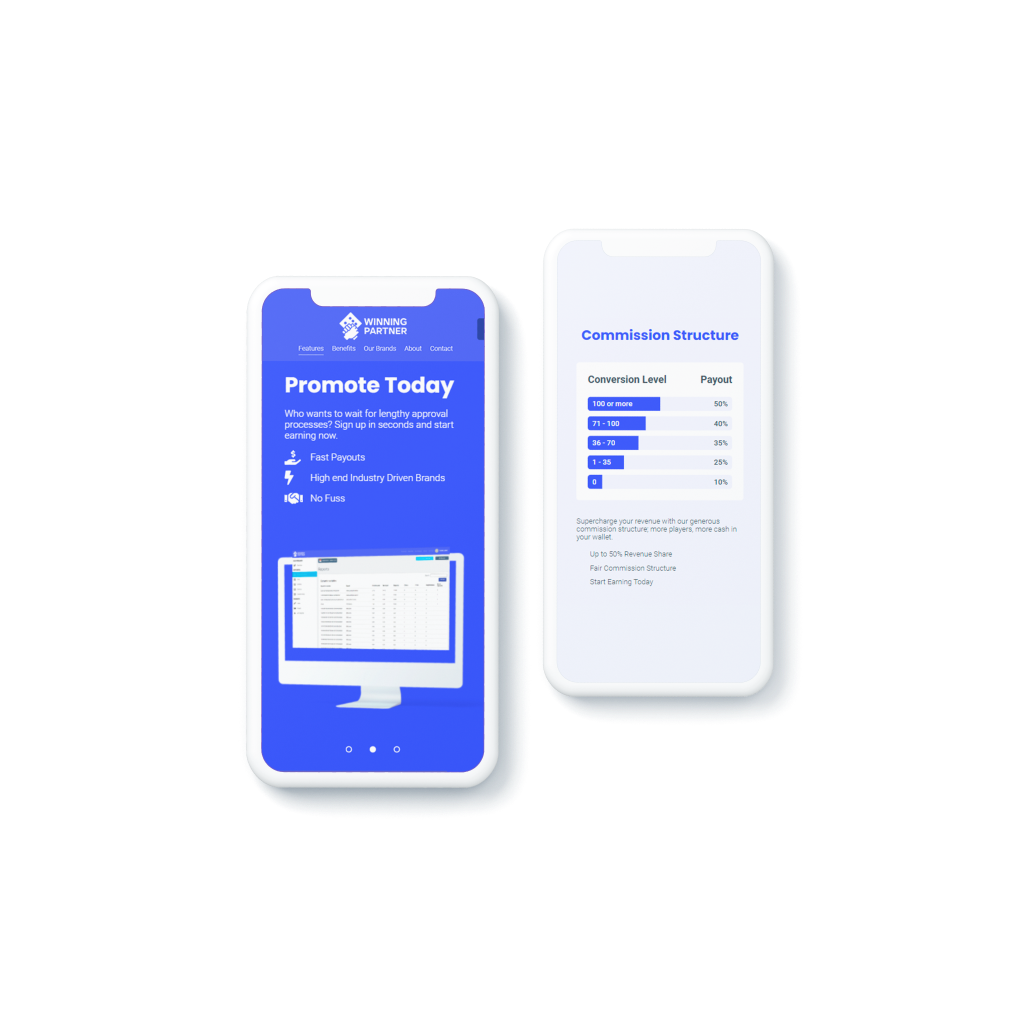 WINNING
PARTNER
Features Benefits Our Brands About Contact
Promote Today
Who wants to wait for lengthy approval
processes? Sign up in seconds and start
earning now.
Fast Payouts
High end Industry Driven Brands
No Fuss
Commission Structure
Conversion Level Payout
100 or more 50%
71 - 100 40%
36 - 70 35%
1 - 35 25%
0 10%
Supercharge your revenue with our generous
commission structure; more players, more cash in
your wallet.
Up to 50% Revenue Share
Fair Commission Structure
Start Earning Today